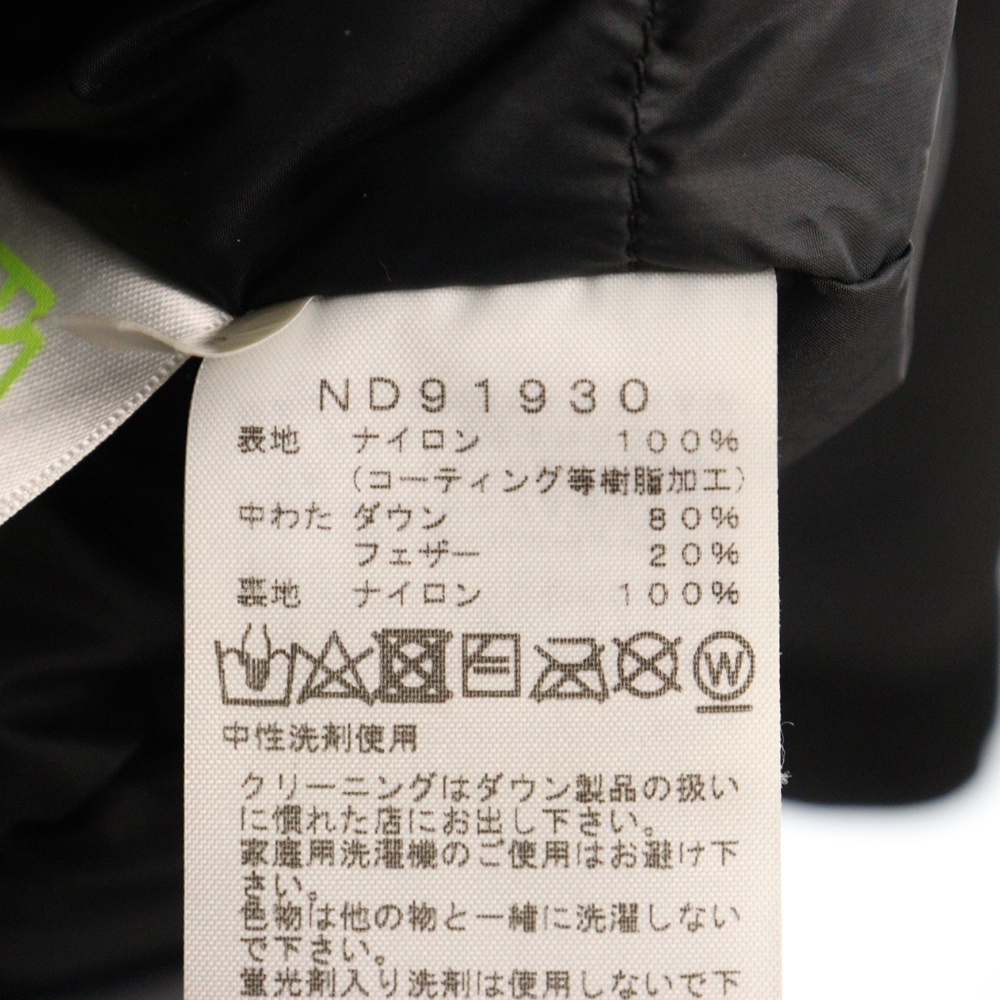 ND91930
表地 ナイロン 100%
(コーティング等樹脂加工)
中わた ダウン 80%
フェザー 20%
裏地 ナイロン 100%
W
中性洗剤使用
クリーニングはダウン製品の扱い
に慣れた店にお出し下さい。
家庭用洗濯機のご使用はお避け下
さい。
色物は他の物と一緒に洗濯しない
で下さい。
蛍光剤入り洗剤は使用しないで下